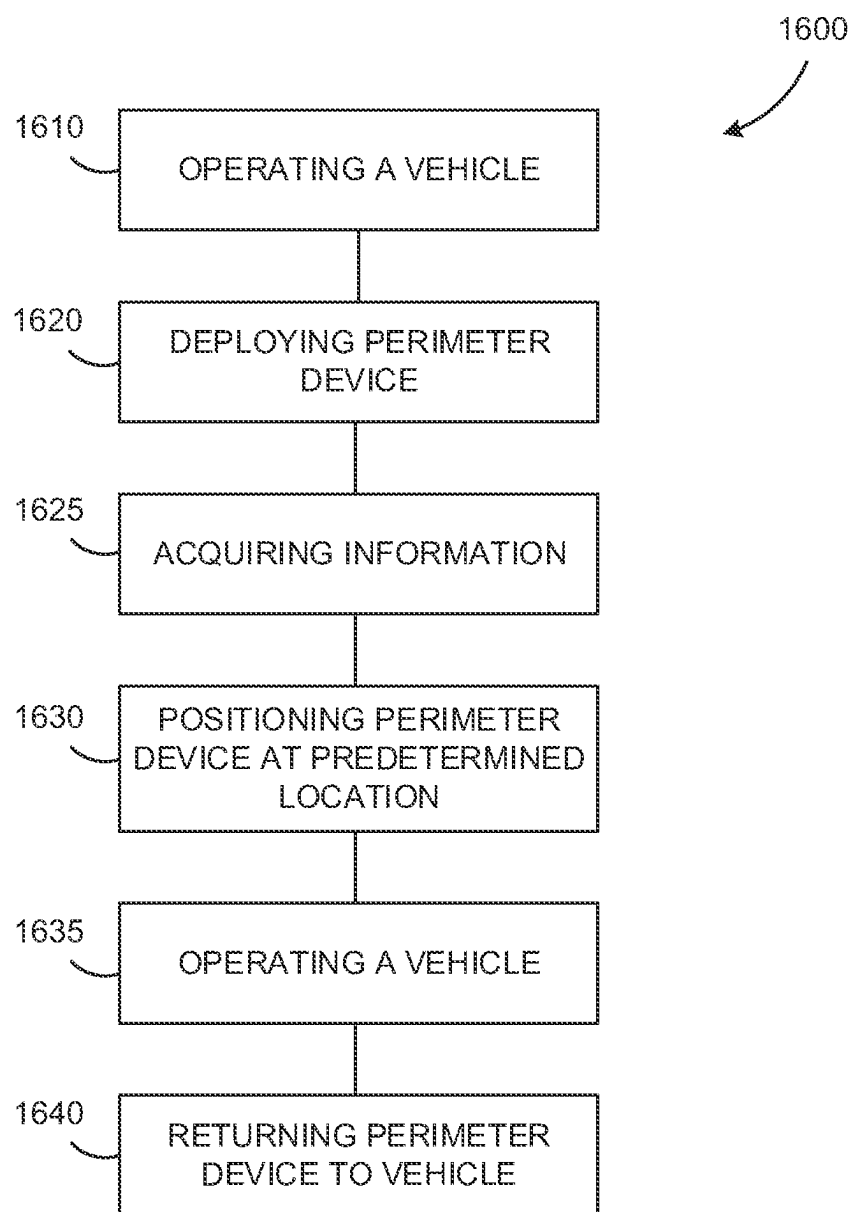 1600
1610
OPERATING A VEHICLE
1620
DEPLOYING PERIMETER
DEVICE
1625
ACQUIRING INFORMATION
1630
POSITIONING PERIMETER
DEVICE AT PREDETERMINED
LOCATION
1635
OPERATING A VEHICLE
1640
RETURNING PERIMETER
DEVICE TO VEHICLE